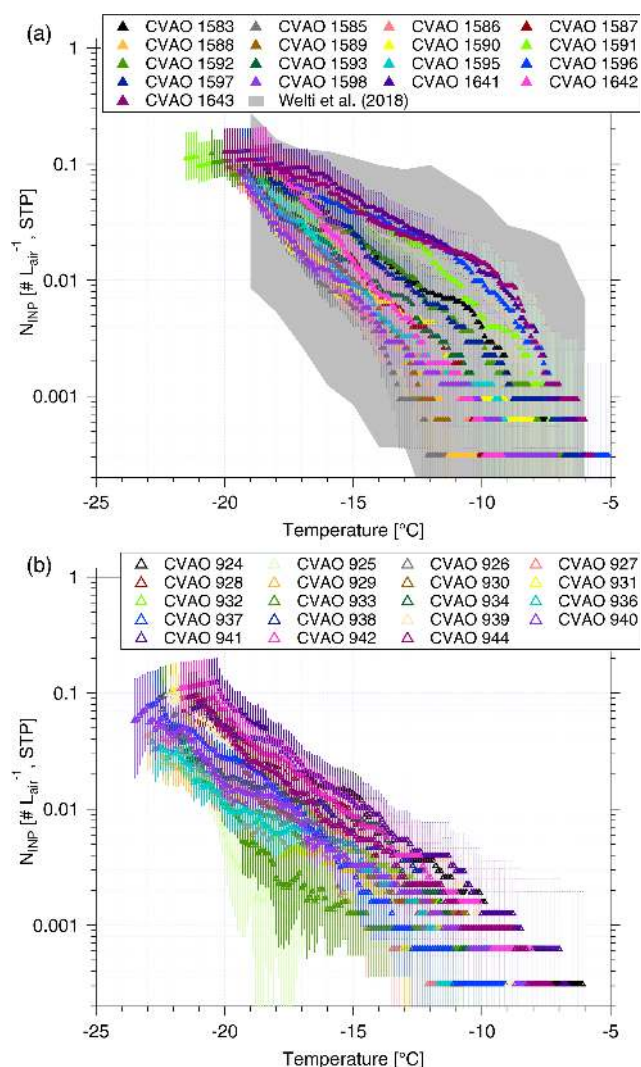 (a)
CVAO 1583 CVAO 1585 CVAO 1586 CVAO 1587
CVAO 1588 CVAO 1589 CVAO 1590 CVAO 1591
CVAO 1592 CVAO 1593 CVAO 1595 CVAO 1596
CVAO 1597 CVAO 1598 CVAO 1641 CVAO 1642
CVAO 1643 Welti et al. (2018)
1
0.1
0.01
0.001
N_INP [# L_air^-1, STP]
-25 -20 -15 -10 -5
Temperature [°C]
(b)
CVAO 924 CVAO 925 CVAO 926 CVAO 927
CVAO 928 CVAO 929 CVAO 930 CVAO 931
CVAO 932 CVAO 933 CVAO 934 CVAO 936
CVAO 937 CVAO 938 CVAO 939 CVAO 940
CVAO 941 CVAO 942 CVAO 944
1
0.1
0.01
0.001
N_INP [# L_air^-1, STP]
-25 -20 -15 -10 -5
Temperature [°C]